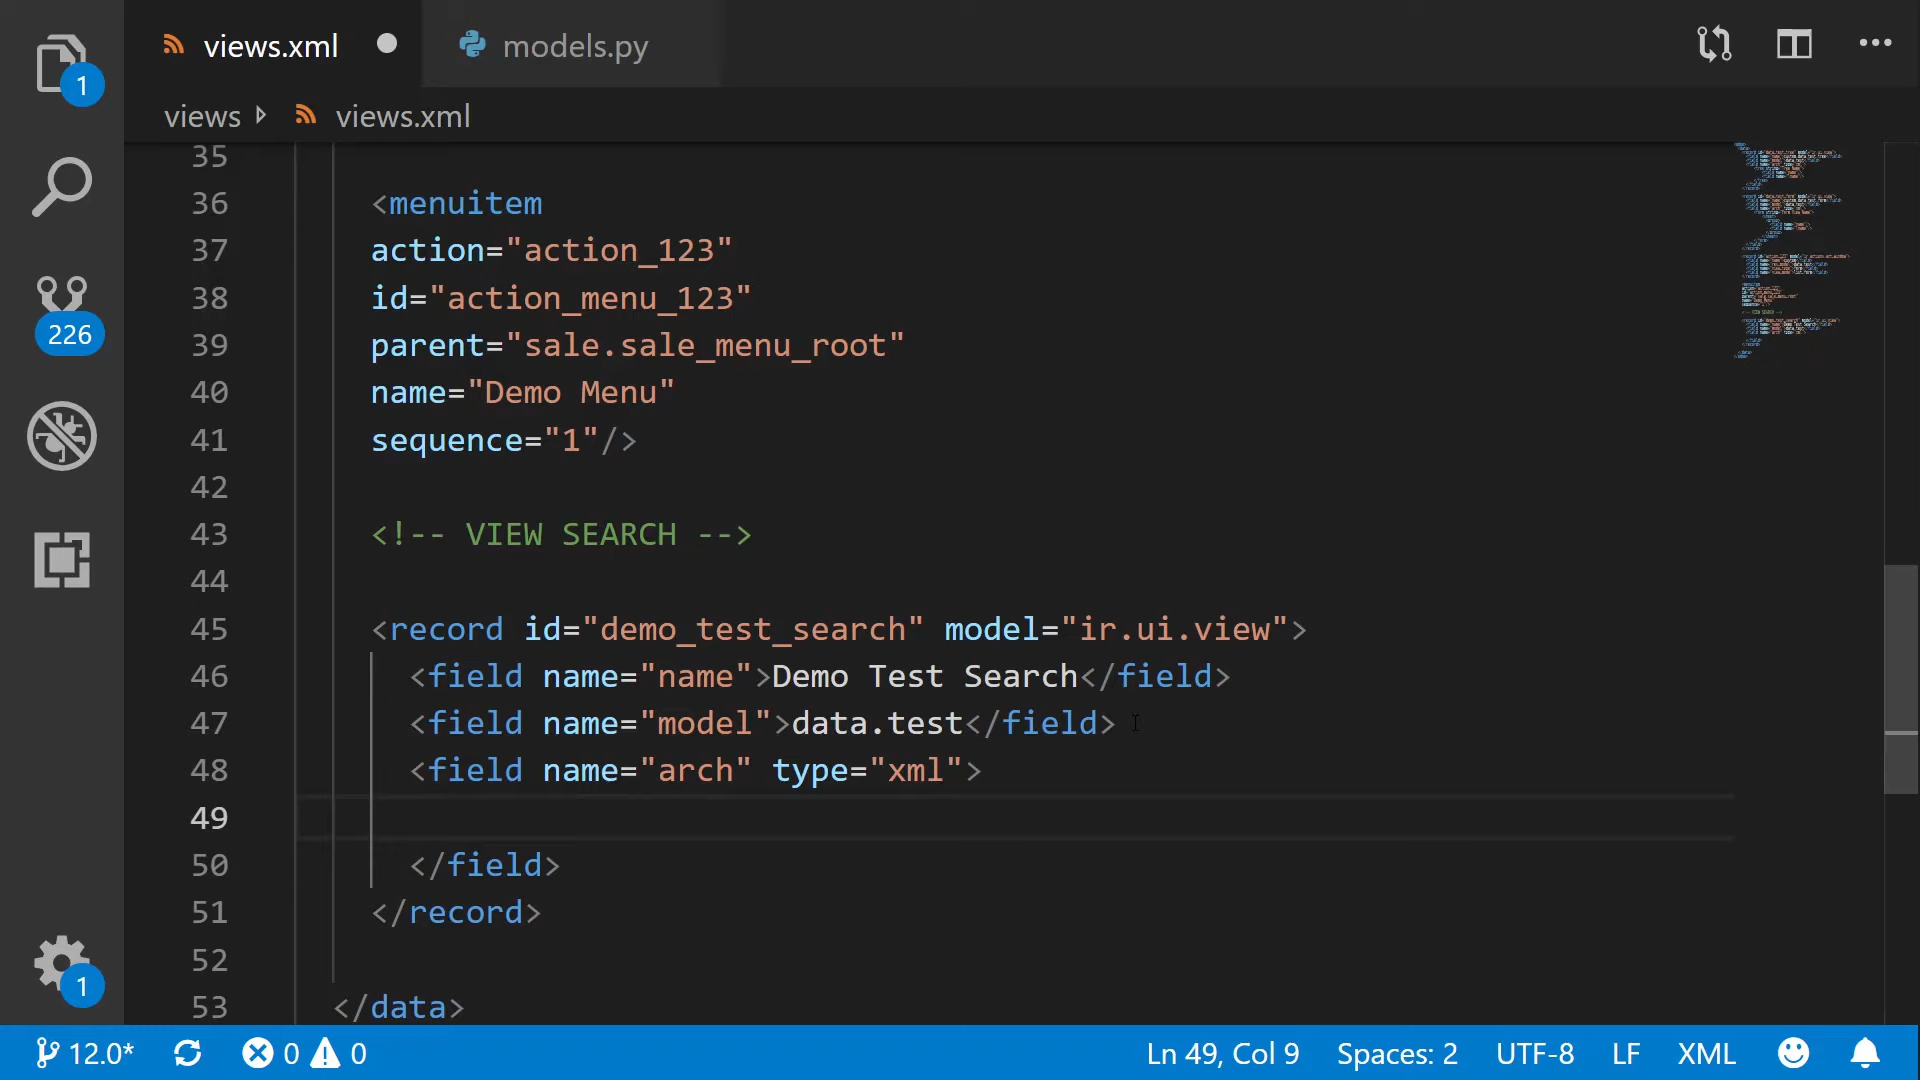 views.xml
models.py
views
views.xml
1
226
1
35
36 <menuitem
37 action="action_123"
38 id="action_menu_123"
39 parent="sale.sale_menu_root"
40 name="Demo Menu"
41 sequence="1"/>
42
43 <!-- VIEW SEARCH -->
44
45 <record id="demo_test_search" model="ir.ui.view">
46 <field name="name">Demo Test Search</field>
47 <field name="model">data.test</field>
48 <field name="arch" type="xml">
49
50 </field>
51 </record>
52
53 </data>
12.0* 0 0 Ln 49, Col 9 Spaces: 2 UTF-8 LF XML